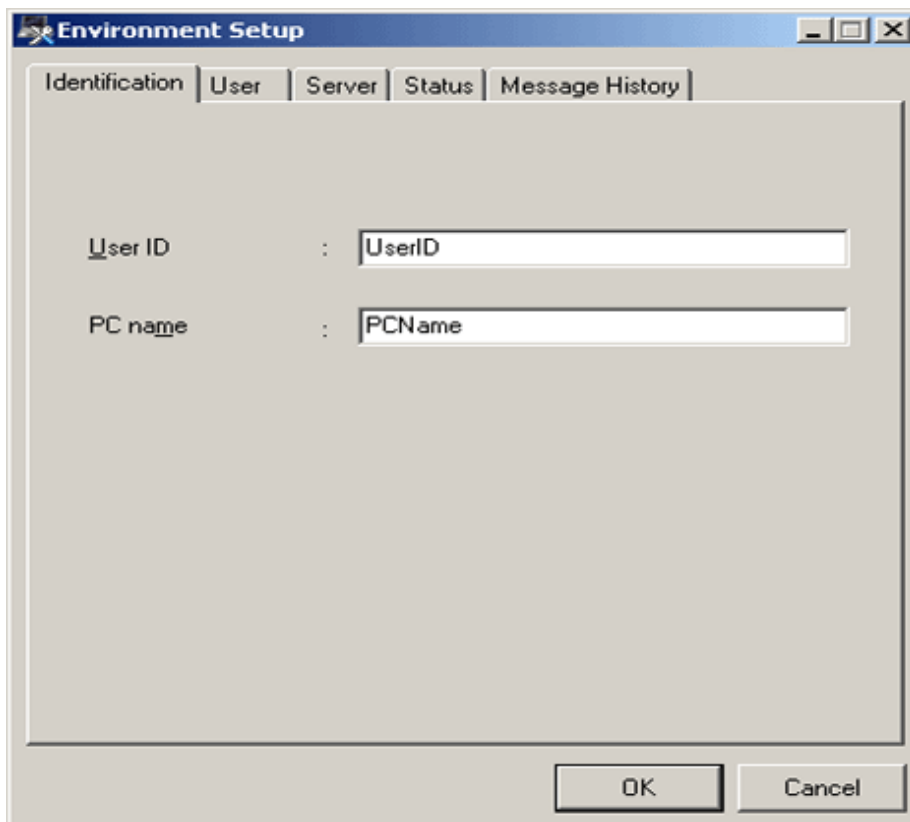 Environment Setup
Identification User Server Status Message History
User ID : UserID
PC name : PCName
OK Cancel